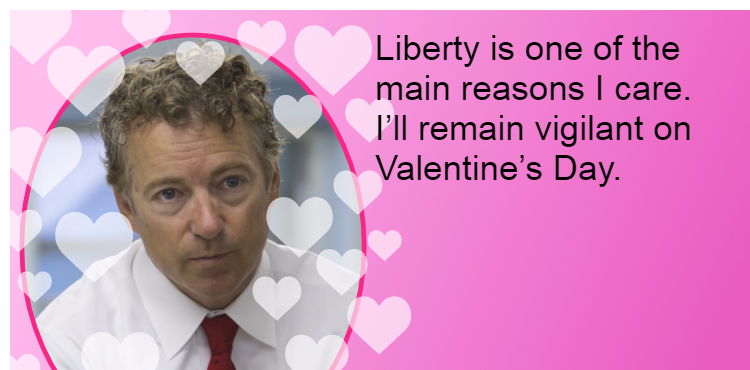 Liberty is one of the
main reasons I care.
I’ll remain vigilant on
Valentine’s Day.